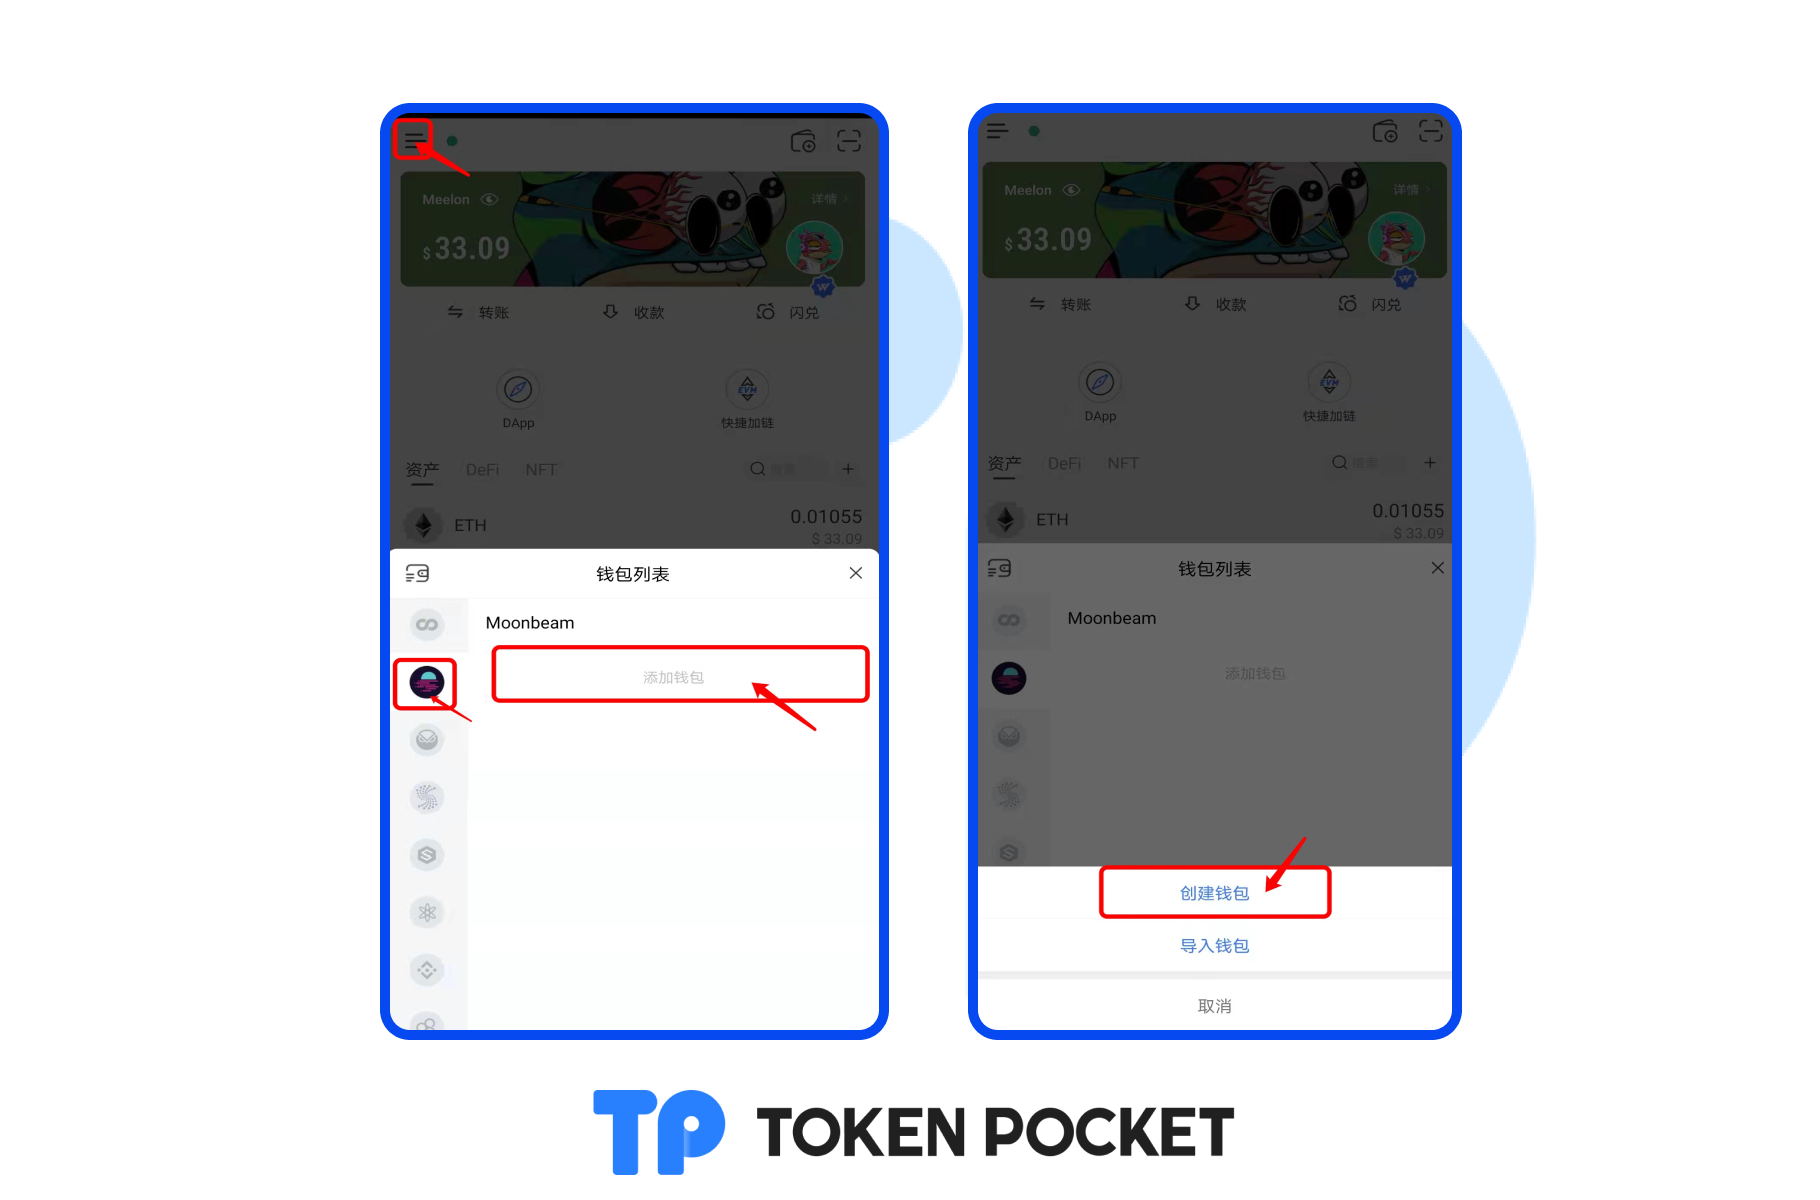 Meelon
详情
$ 33.09
转账
收款
闪兑
DApp
EVM
快捷加链
资产 DeFi NFT
搜索
ETH
0.01055
$ 33.09
钱包列表
Moonbeam
添加钱包
Meelon
详情
$ 33.09
转账
收款
闪兑
DApp
EVM
快捷加链
资产 DeFi NFT
搜索
ETH
0.01055
$ 33.09
钱包列表
Moonbeam
添加钱包
创建钱包
导入钱包
取消
TP TOKEN POCKET